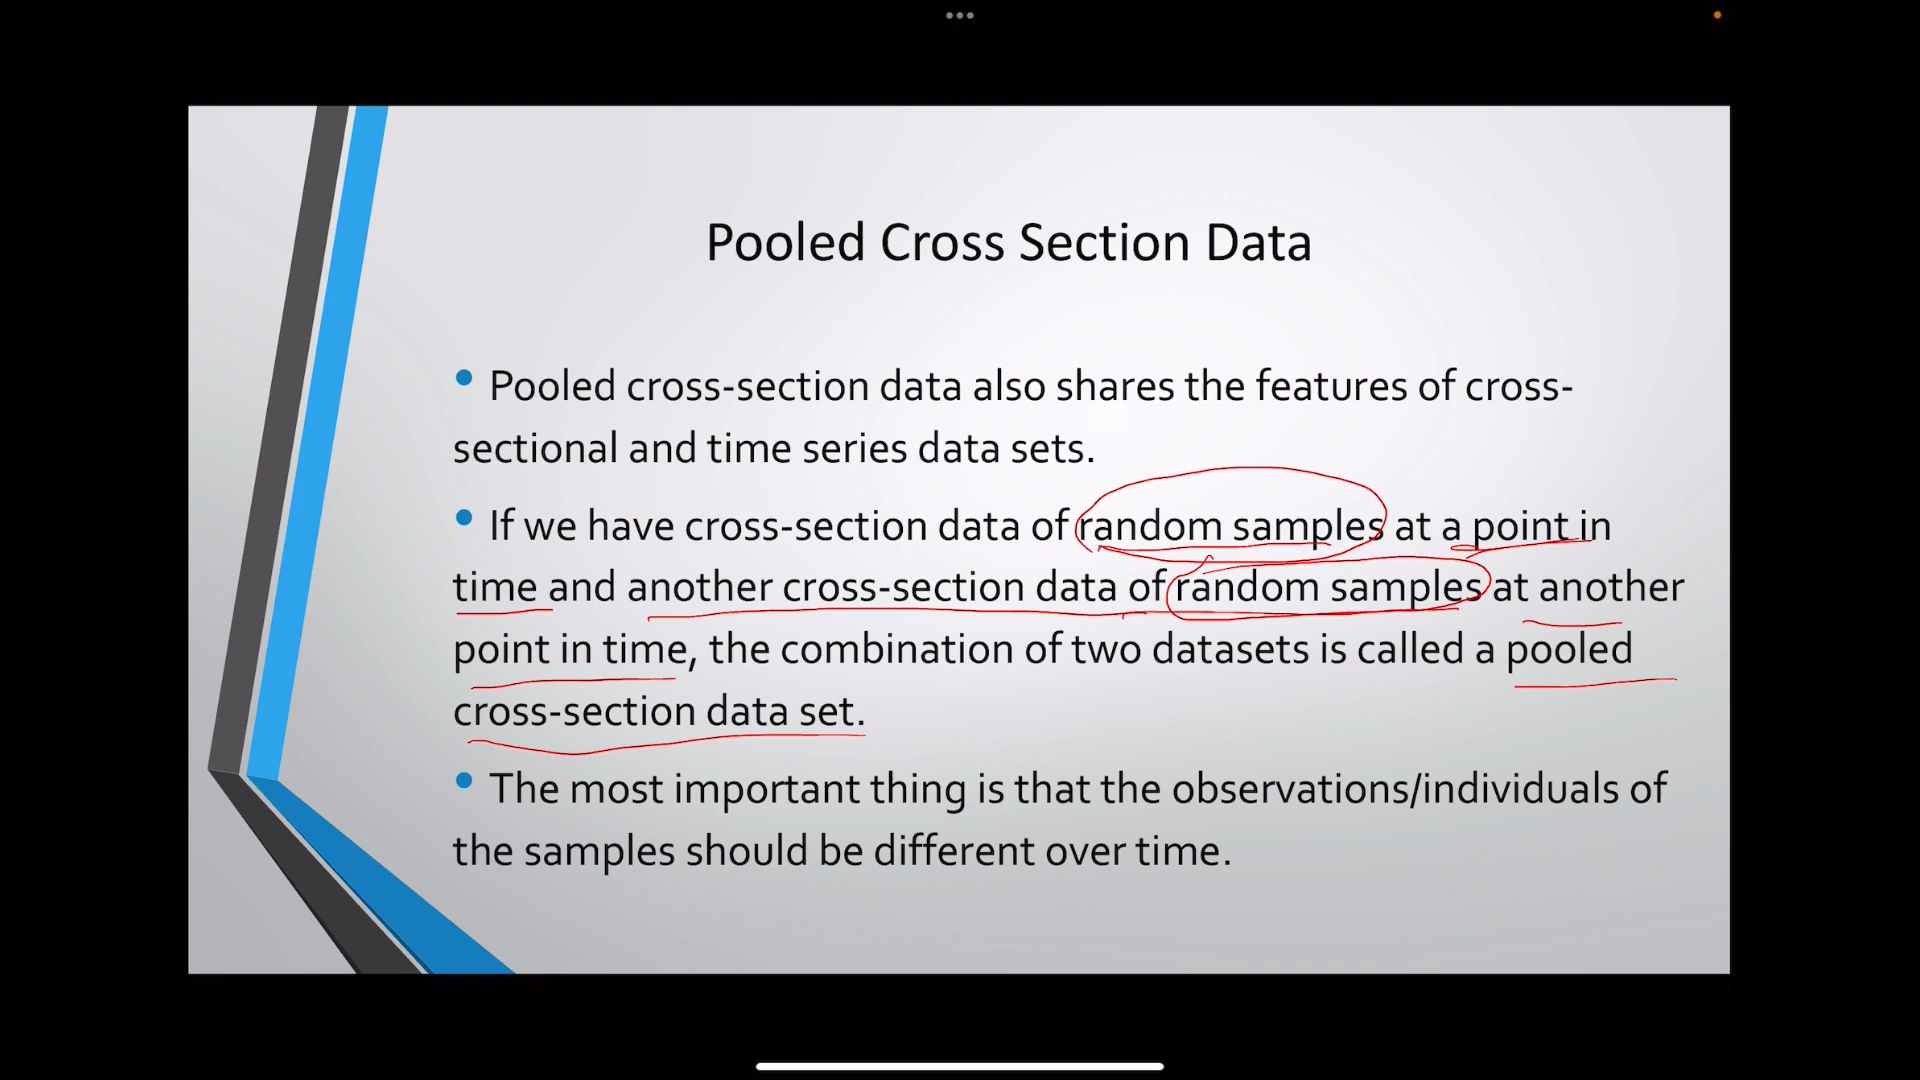 Pooled Cross Section Data
• Pooled cross-section data also shares the features of cross-
sectional and time series data sets.
• If we have cross-section data of random samples at a point in
time and another cross-section data of random samples at another
point in time, the combination of two datasets is called a pooled
cross-section data set.
• The most important thing is that the observations/individuals of
the samples should be different over time.